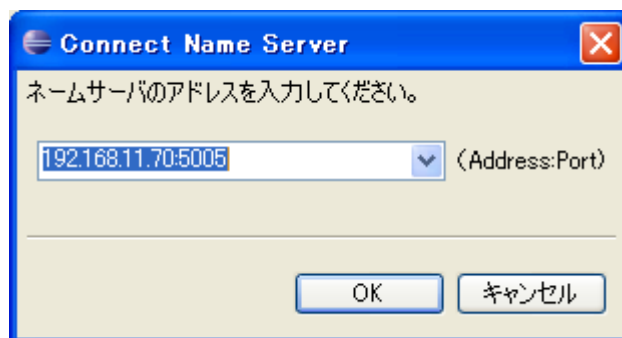 Connect Name Server
ネームサーバのアドレスを入力してください。
192.168.11.70:5005 (Address:Port)
OK キャンセル